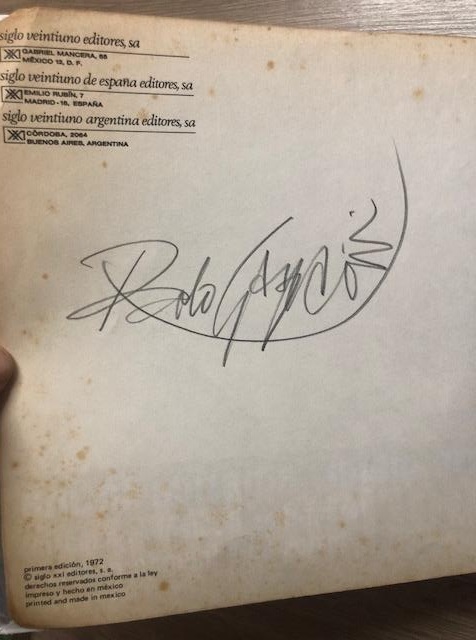 siglo veintiuno editores, sa
GABRIEL MANCERA, 65
MÉXICO 12, D. F.
siglo veintiuno de españa editores, sa
EMILIO RUBÍN, 7
MADRID-16, ESPAÑA
siglo veintiuno argentina editores, sa
CÓRDOBA, 2064
BUENOS AIRES, ARGENTINA
Rolo
primera edición, 1972
© siglo xxi editores, s. a.
derechos reservados conforme a la ley
impreso y hecho en méxico
printed and made in mexico